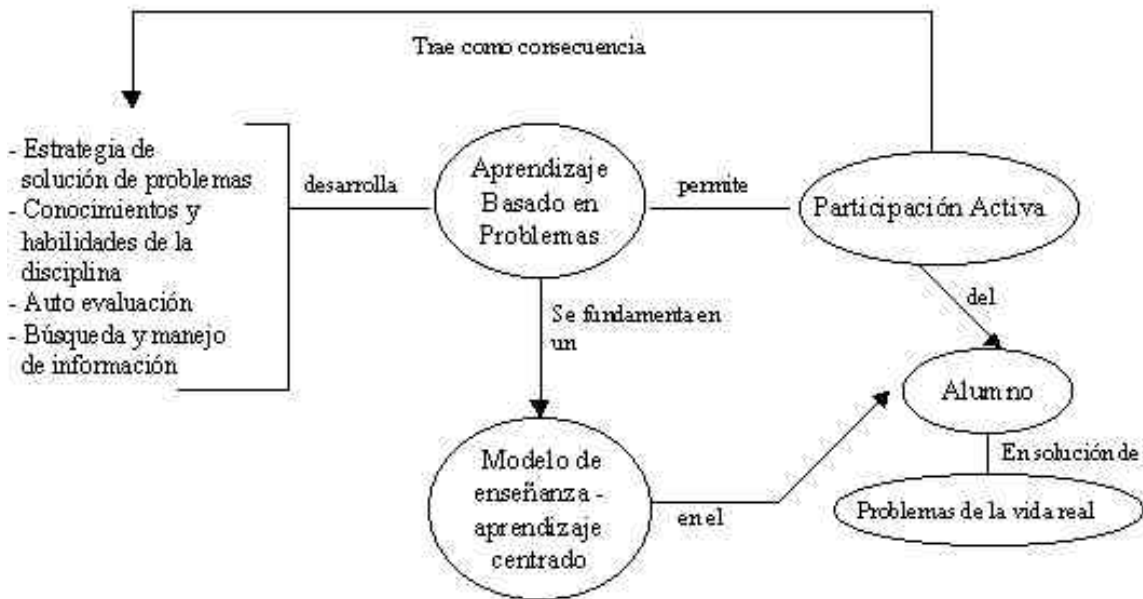 Trae como consecuencia
- Estrategia de
solución de problemas
- Conocimientos y
habilidades de la
disciplina
- Auto evaluación
- Búsqueda y manejo
de información
desarrolla
Aprendizaje
Basado en
Problemas
permite
Participación Activa
Se fundamenta en
un
del
Alumno
En solución de
Problemas de la vida real
Modelo de
enseñanza -
aprendizaje
centrado
en el